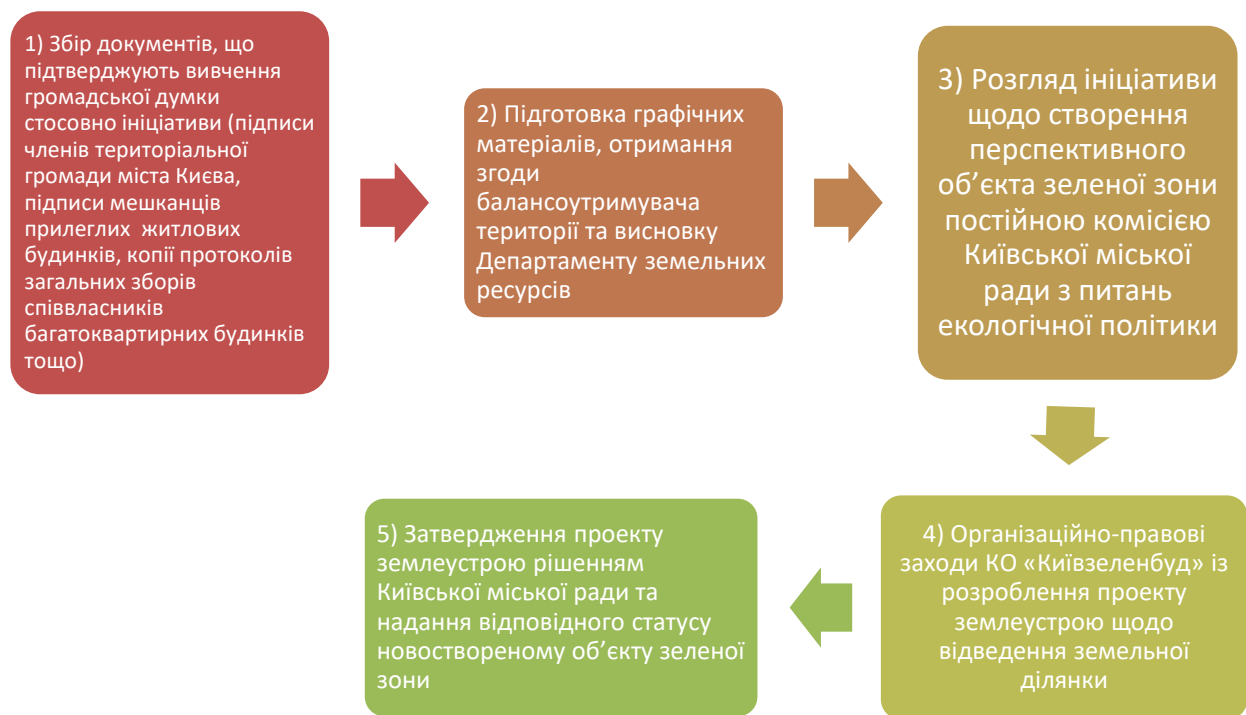 1) Збір документів, що
підтверджують вивчення
громадської думки
стосовно ініціативи (підписи
членів територіальної
громади міста Києва,
підписи мешканців
прилеглих житлових
будинків, копії протоколів
загальних зборів
співвласників
багатоквартирних будинків
тощо)
2) Підготовка графічних
матеріалів, отримання
згоди
балансоутримувача
території та висновку
Департаменту земельних
ресурсів
3) Розгляд ініціативи
щодо створення
перспективного
об’єкта зеленої зони
постійною комісією
Київської міської
ради з питань
екологічної політики
4) Організаційно-правові
заходи КО «Київзеленбуд» із
розроблення проекту
землеустрою щодо
відведення земельної
ділянки
5) Затвердження проекту
землеустрою рішенням
Київської міської ради та
надання відповідного статусу
новоствореному об’єкту зеленої
зони